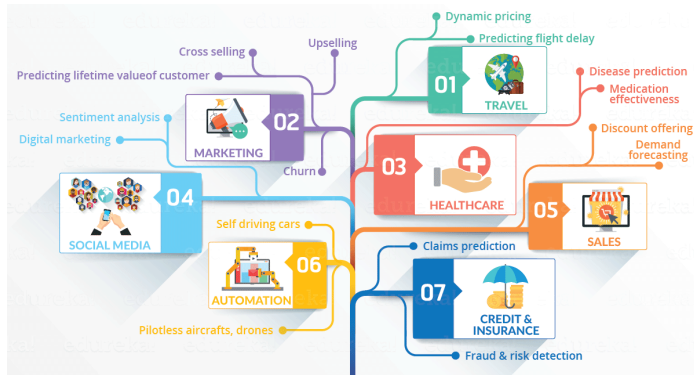 Dynamic pricing
Predicting flight delay
01
TRAVEL
Upselling
Cross selling
Predicting lifetime valueof customer
02
MARKETING
Churn
Disease prediction
Medication
effectiveness
03
HEALTHCARE
Sentiment analysis
Digital marketing
04
SOCIAL MEDIA
Discount offering
Demand
forecasting
05
SALES
Self driving cars
06
AUTOMATION
Pilotless aircrafts, drones
Claims prediction
07
CREDIT &
INSURANCE
Fraud & risk detection